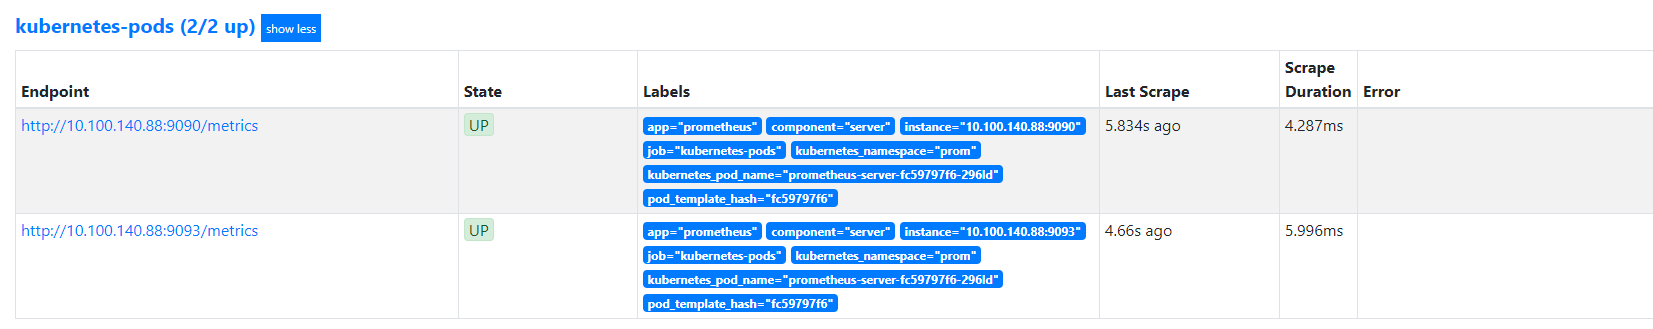 kubernetes-pods (2/2 up) show less
Endpoint State Labels Last Scrape Scrape Duration Error
http://10.100.140.88:9090/metrics UP app="prometheus" component="server" instance="10.100.140.88:9090" 5.834s ago 4.287ms
job="kubernetes-pods" kubernetes_namespace="prom"
kubernetes_pod_name="prometheus-server-fc59797f6-296ld"
pod_template_hash="fc59797f6"
http://10.100.140.88:9093/metrics UP app="prometheus" component="server" instance="10.100.140.88:9093" 4.66s ago 5.996ms
job="kubernetes-pods" kubernetes_namespace="prom"
kubernetes_pod_name="prometheus-server-fc59797f6-296ld"
pod_template_hash="fc59797f6"